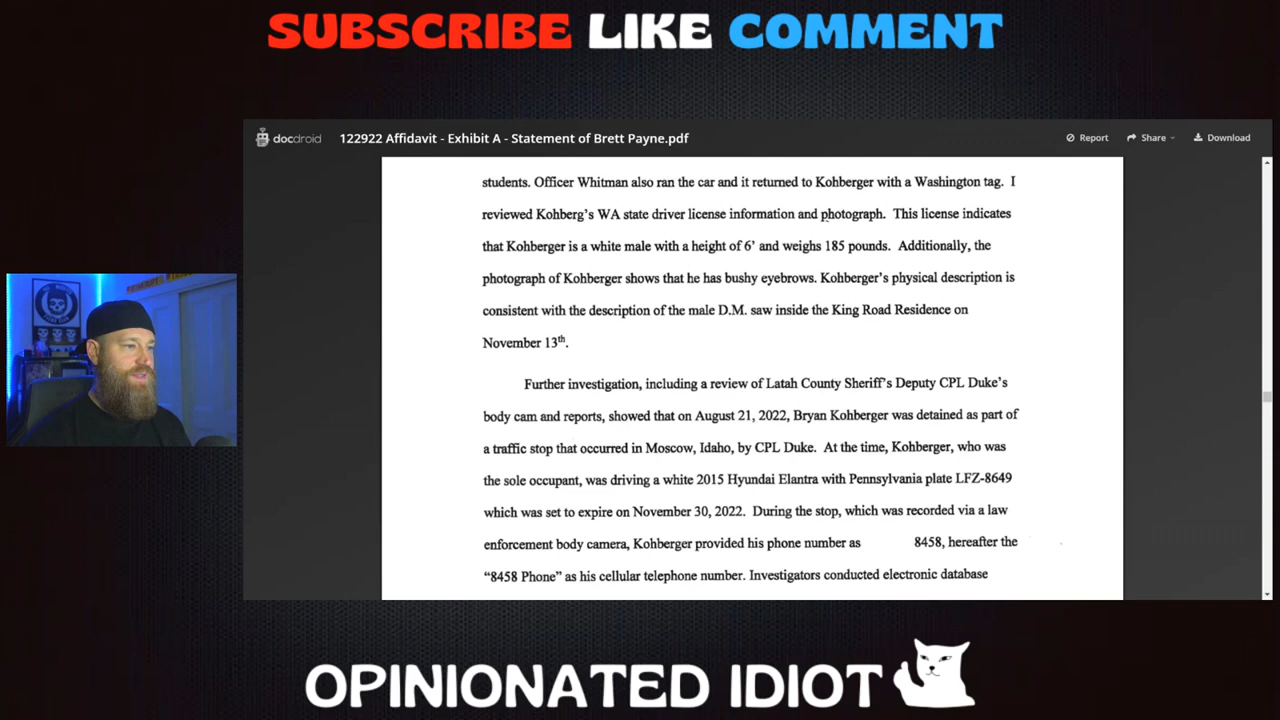 SUBSCRIBE LIKE COMMENT
docdroid 122922 Affidavit - Exhibit A - Statement of Brett Payne.pdf Report Share Download
students. Officer Whitman also ran the car and it returned to Kohberger with a Washington tag. I
reviewed Kohberg's WA state driver license information and photograph. This license indicates
that Kohberger is a white male with a height of 6' and weighs 185 pounds. Additionally, the
photograph of Kohberger shows that he has bushy eyebrows. Kohberger's physical description is
consistent with the description of the male D.M. saw inside the King Road Residence on
November 13th.
Further investigation, including a review of Latah County Sheriff's Deputy CPL Duke's
body cam and reports, showed that on August 21, 2022, Bryan Kohberger was detained as part of
a traffic stop that occurred in Moscow, Idaho, by CPL Duke. At the time, Kohberger, who was
the sole occupant, was driving a white 2015 Hyundai Elantra with Pennsylvania plate LFZ-8649
which was set to expire on November 30, 2022. During the stop, which was recorded via a law
enforcement body camera, Kohberger provided his phone number as 8458, hereafter the
"8458 Phone" as his cellular telephone number. Investigators conducted electronic database
OPINIONATED IDIOT